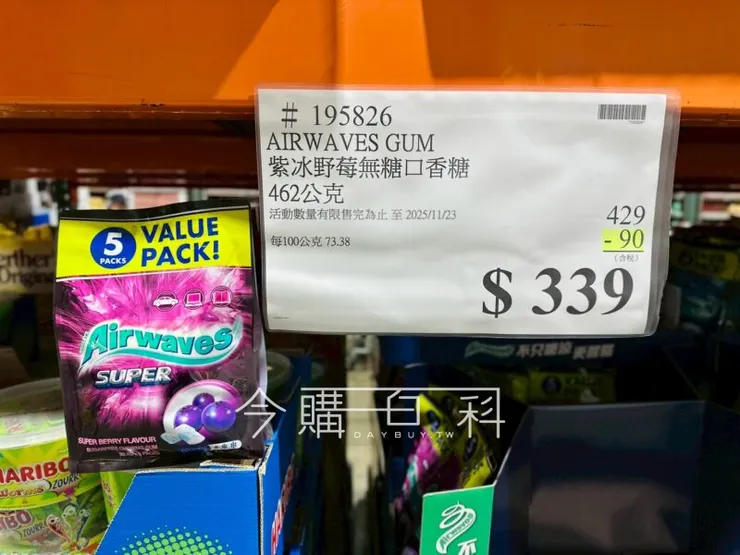 # 195826
AIRWAVES GUM
紫冰野莓無糖口香糖
462公克
活動數量有限售完為止 至 2025/11/23
每100公克 73.38
429
- 90
(含稅)
$ 339
5
PACKS
VALUE
PACK!
Airwaves
SUPER
SUPER BERRY FLAVOUR
今購百科
DAYBUY.TW
HARIBO
ZOURR
5